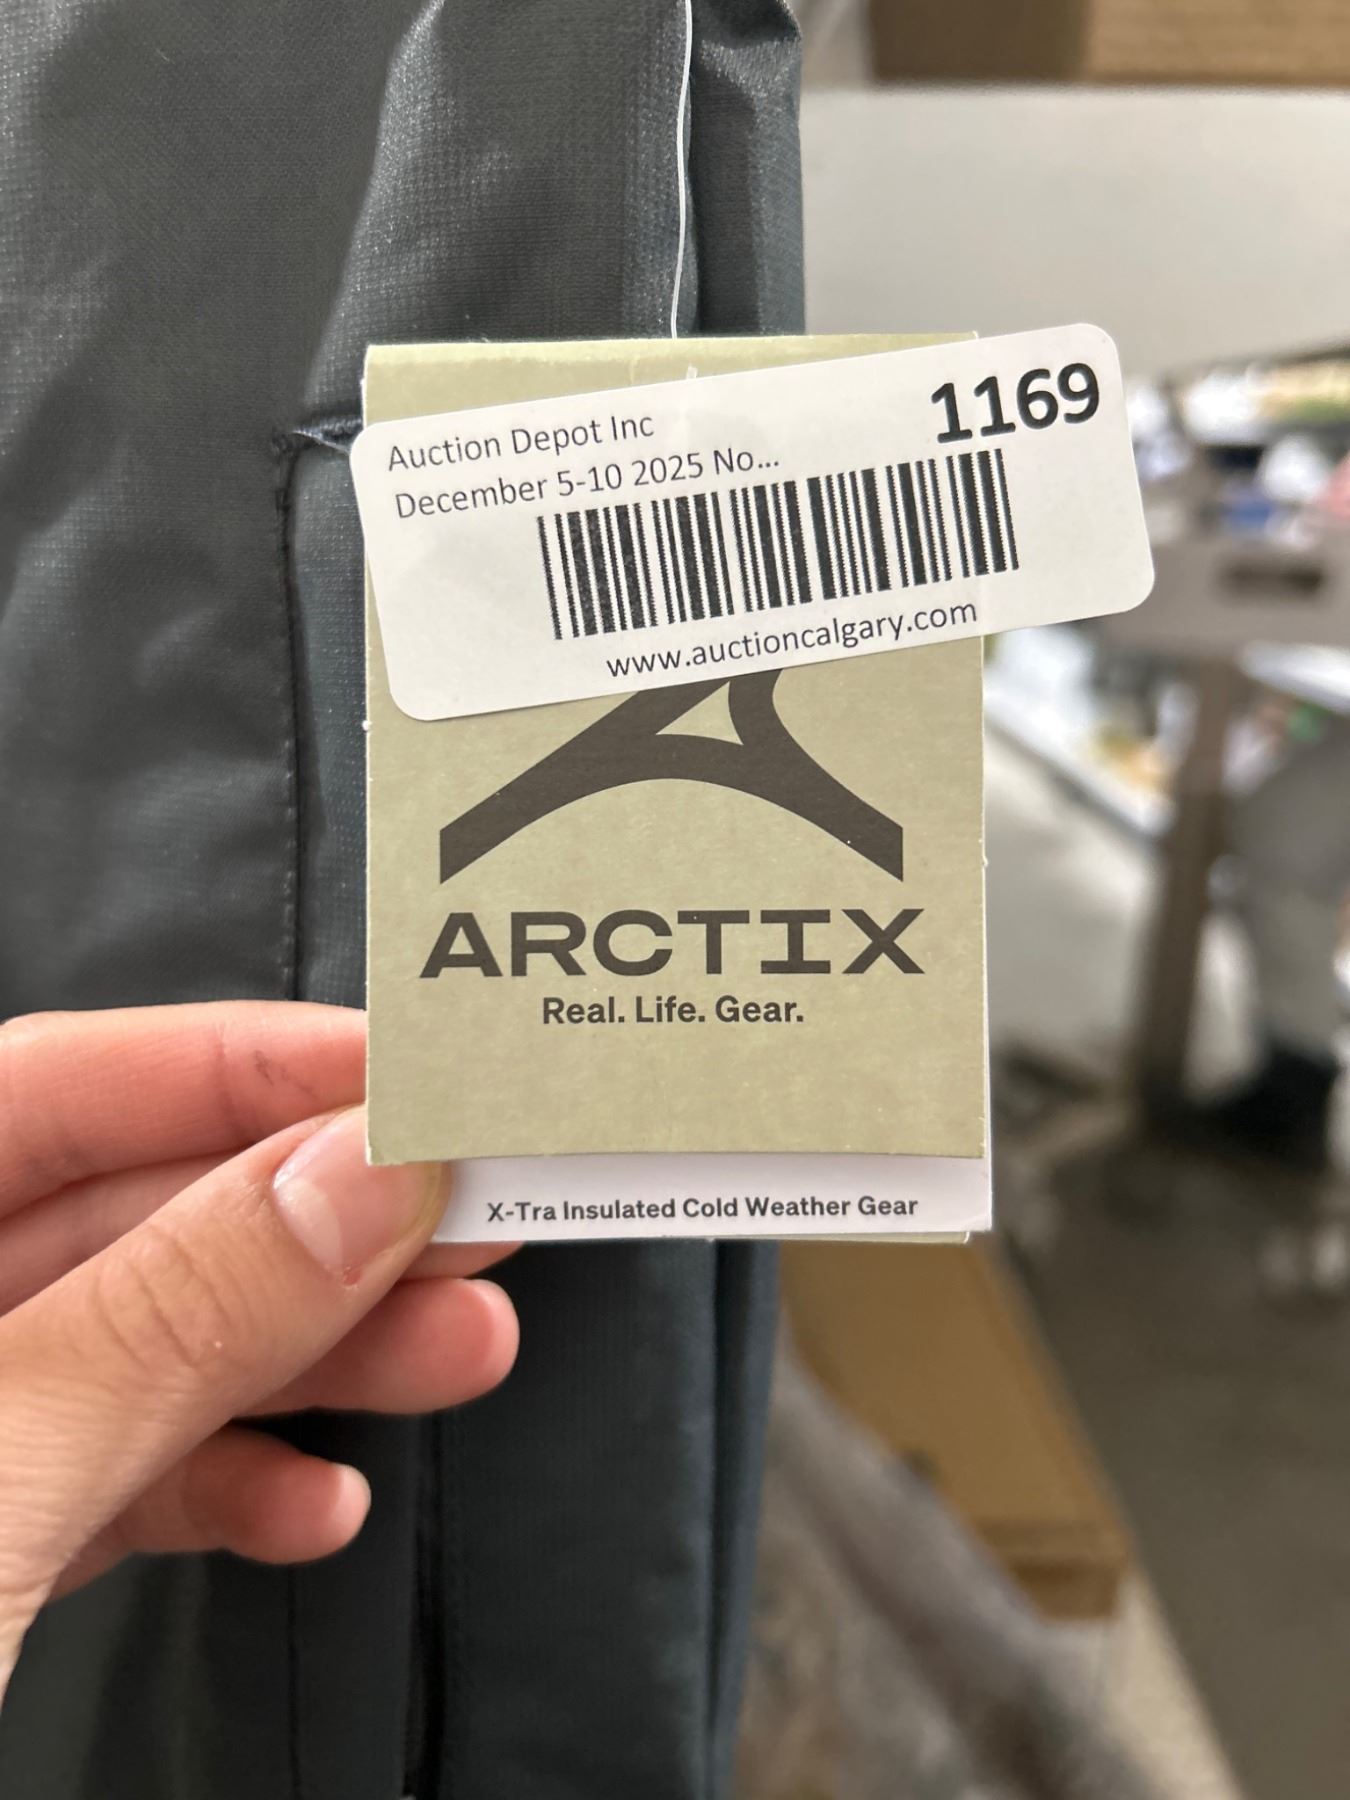 Auction Depot Inc
1169
December 5-10 2025 No...
www.auctioncalgary.com
ARCTIX
Real. Life. Gear.
X-Tra Insulated Cold Weather Gear